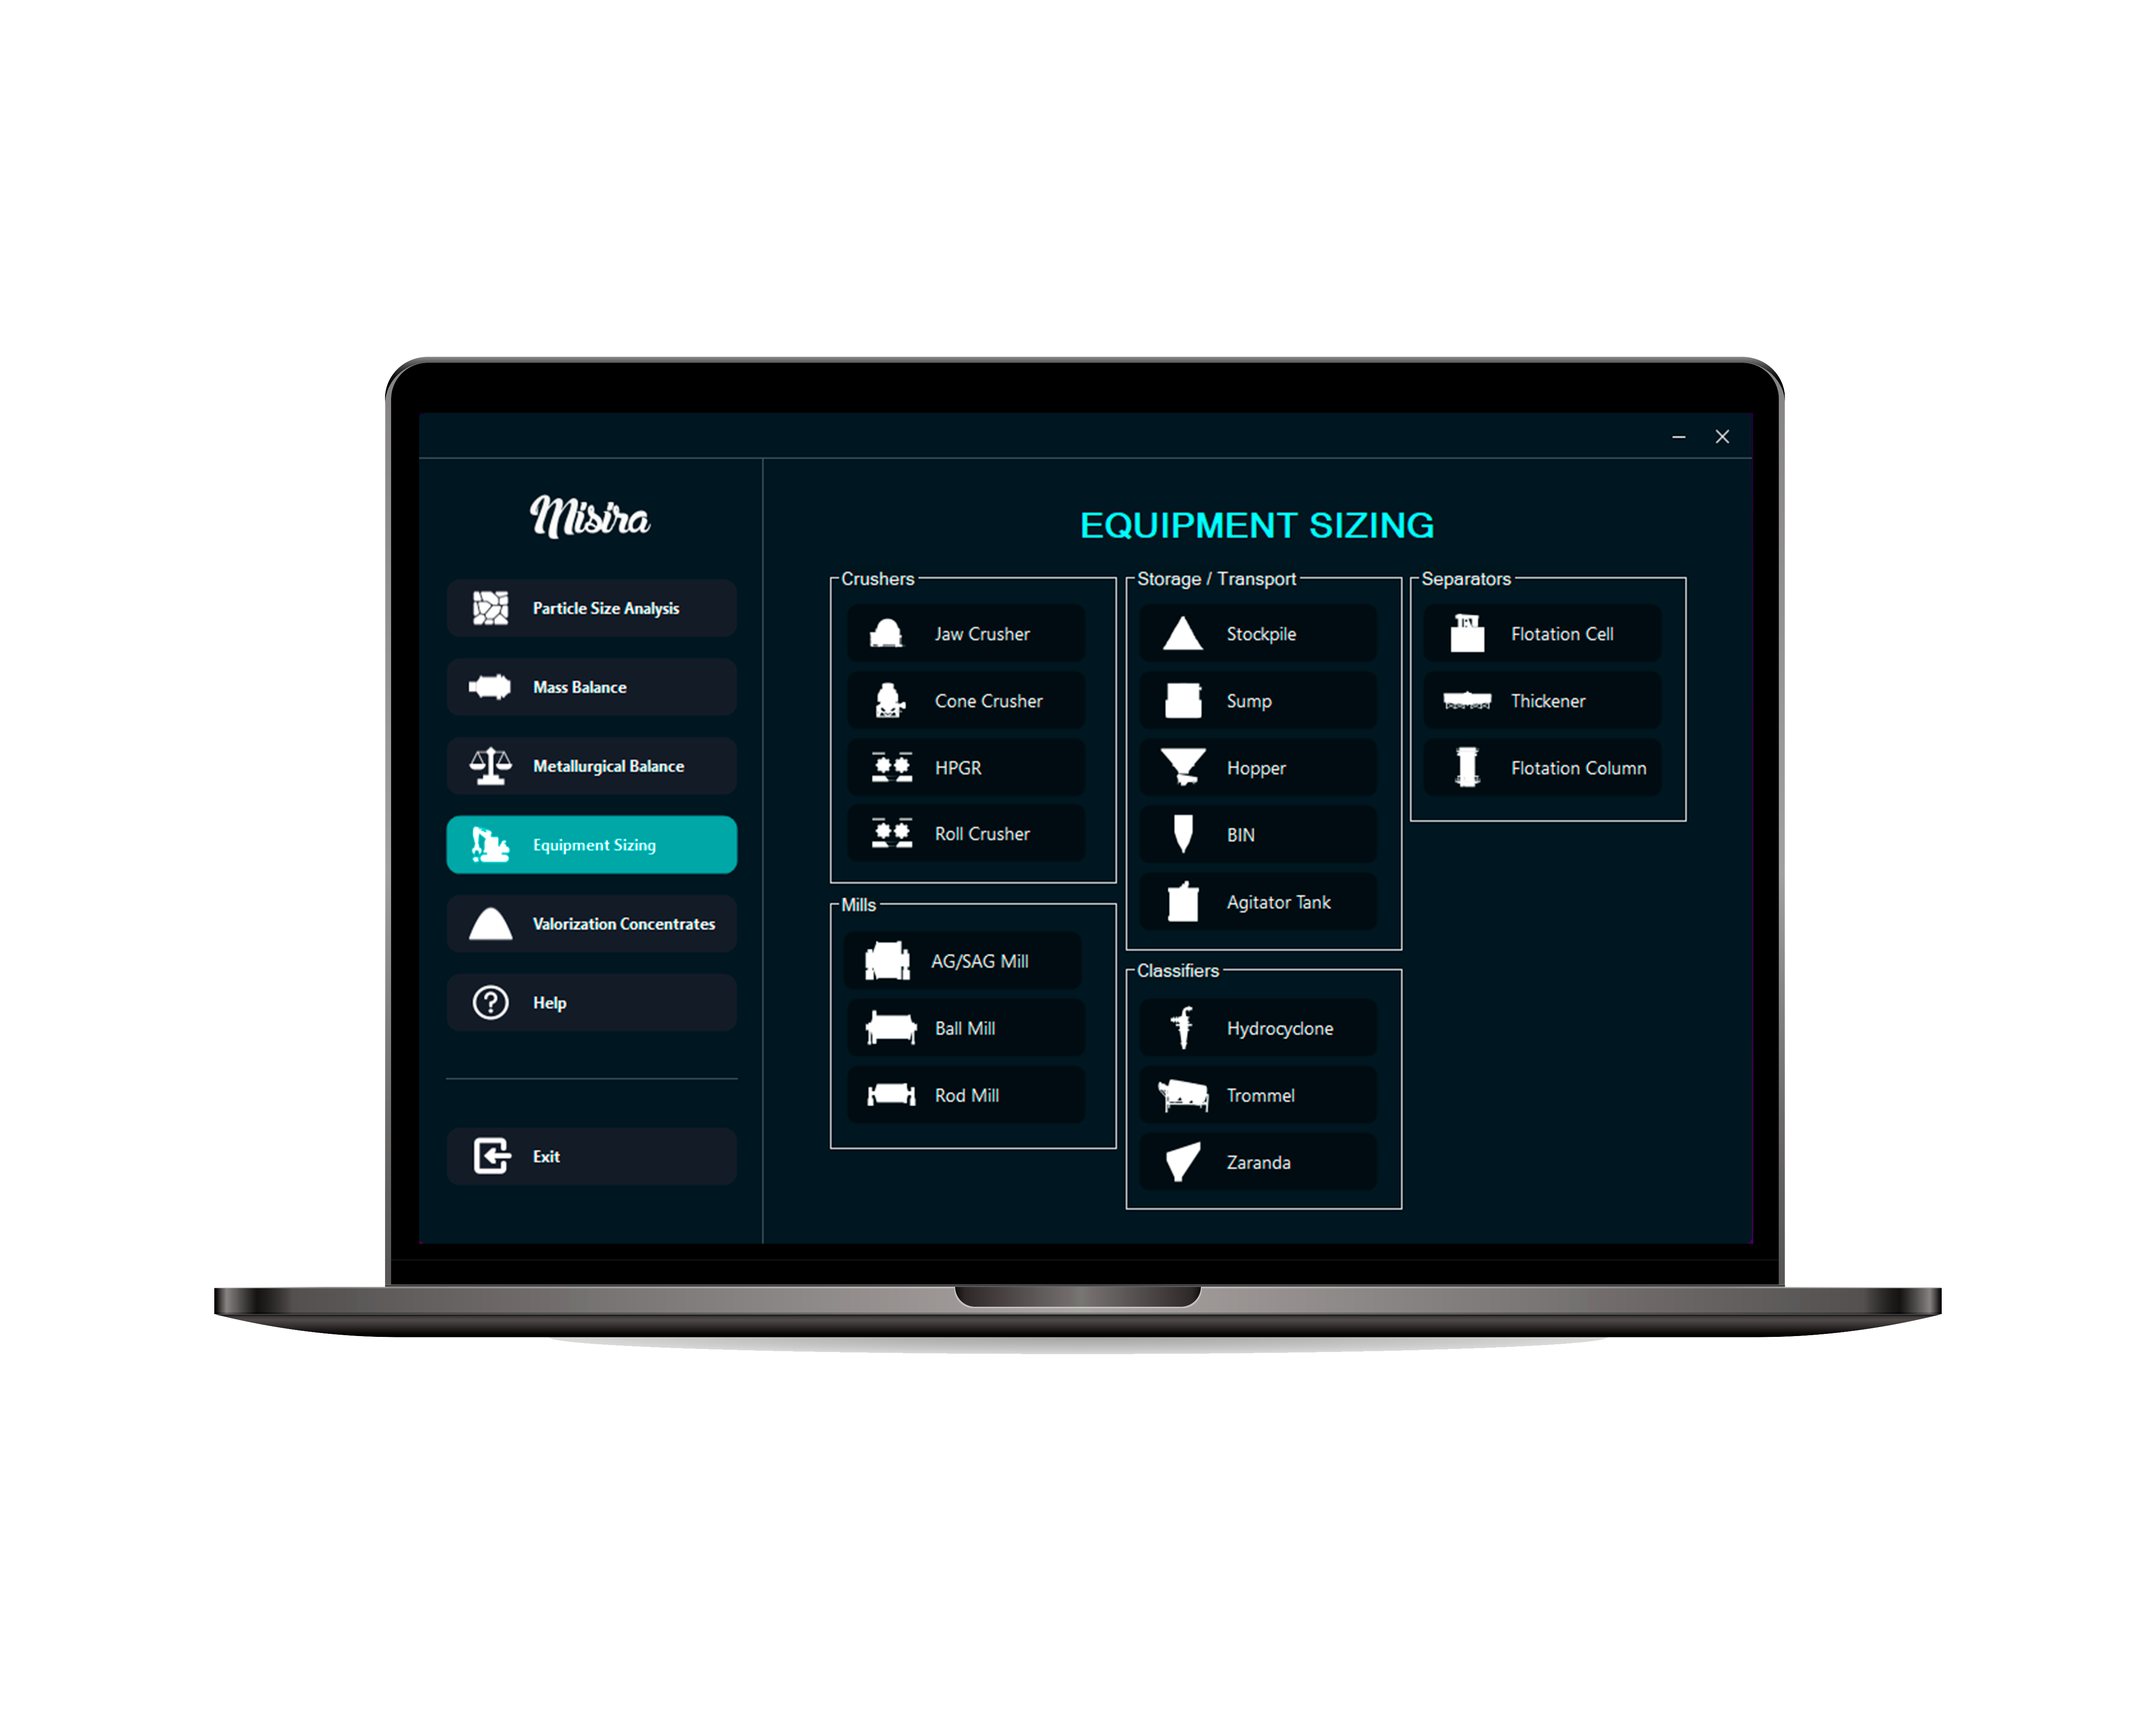 Misira
Particle Size Analysis
Mass Balance
Metallurgical Balance
Equipment Sizing
Valorization Concentrates
Help
Exit
EQUIPMENT SIZING
Crushers
Jaw Crusher
Cone Crusher
HPGR
Roll Crusher
Mills
AG/SAG Mill
Ball Mill
Rod Mill
Storage / Transport
Stockpile
Sump
Hopper
BIN
Agitator Tank
Classifiers
Hydrocyclone
Trommel
Zaranda
Separators
Flotation Cell
Thickener
Flotation Column